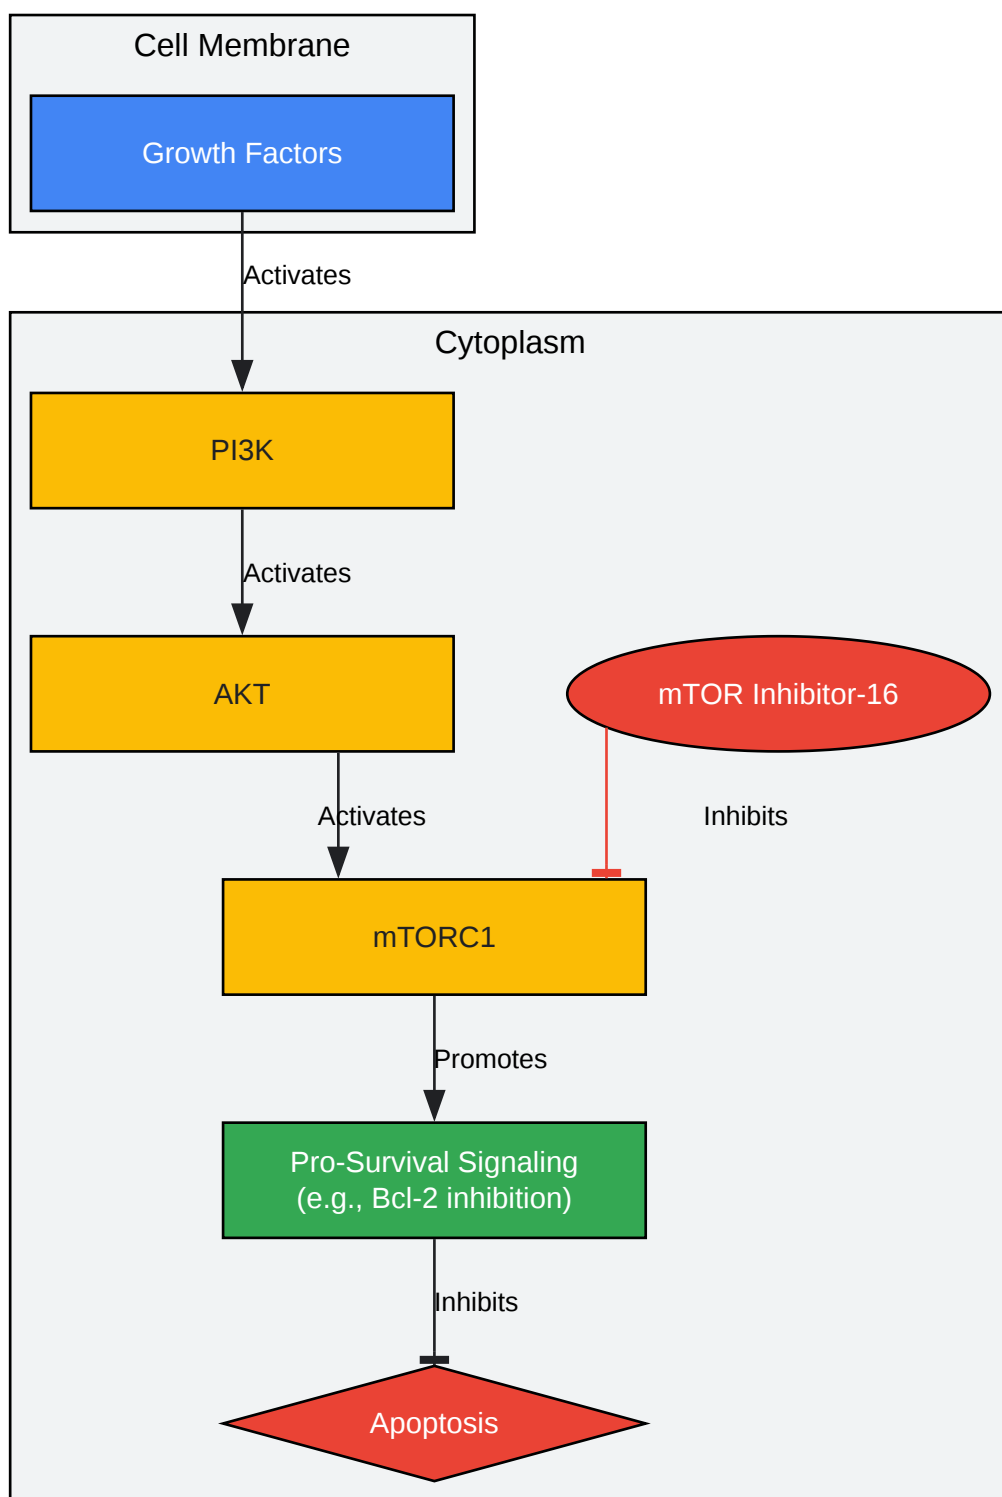 Cell Membrane
Growth Factors
Activates
Cytoplasm
PI3K
Activates
AKT
mTOR Inhibitor-16
Activates
Inhibits
mTORC1
Promotes
Pro-Survival Signaling
(e.g., Bcl-2 inhibition)
Inhibits
Apoptosis